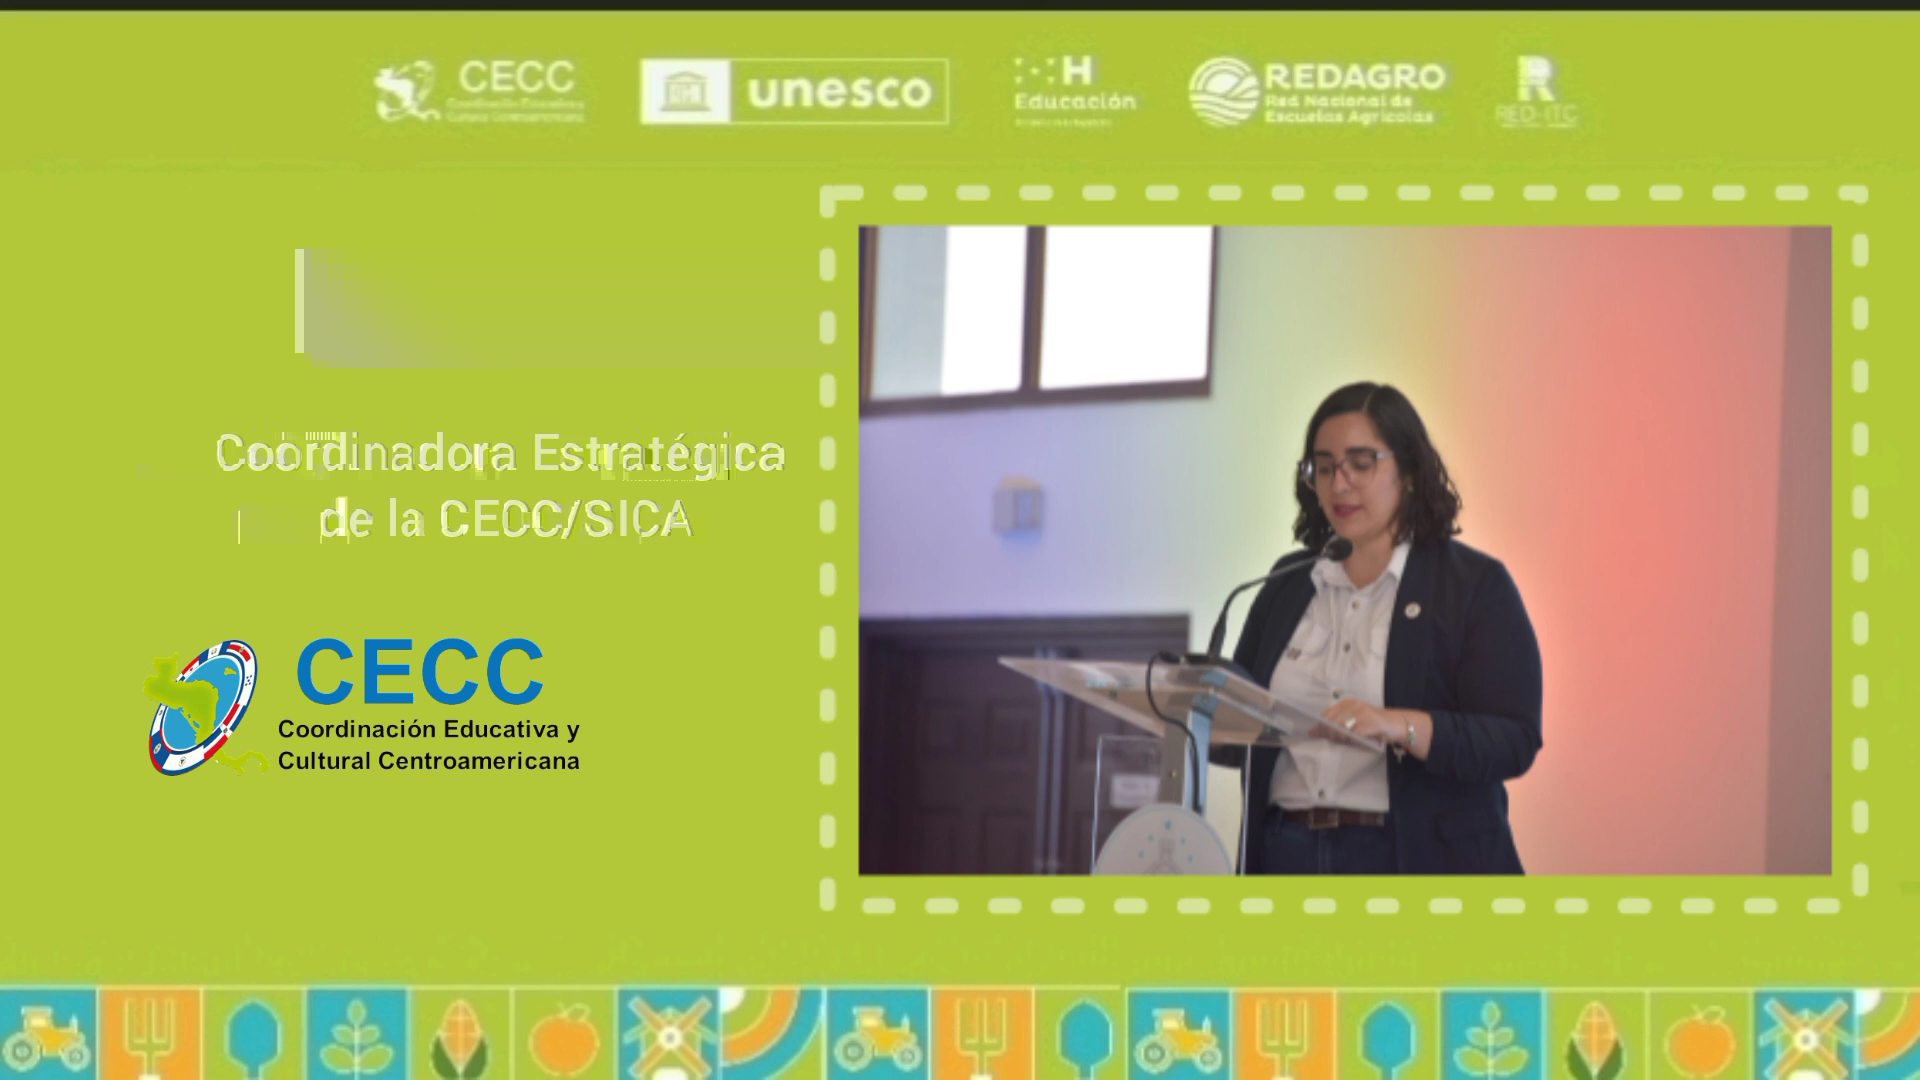 CECC
unesco
H
Educación
REDAGRO
Red Nacional de
Escuelas Agrícolas
R
RED-ITC
Coordinadora Estratégica
de la CECC/SICA
CECC
Coordinación Educativa y
Cultural Centroamericana